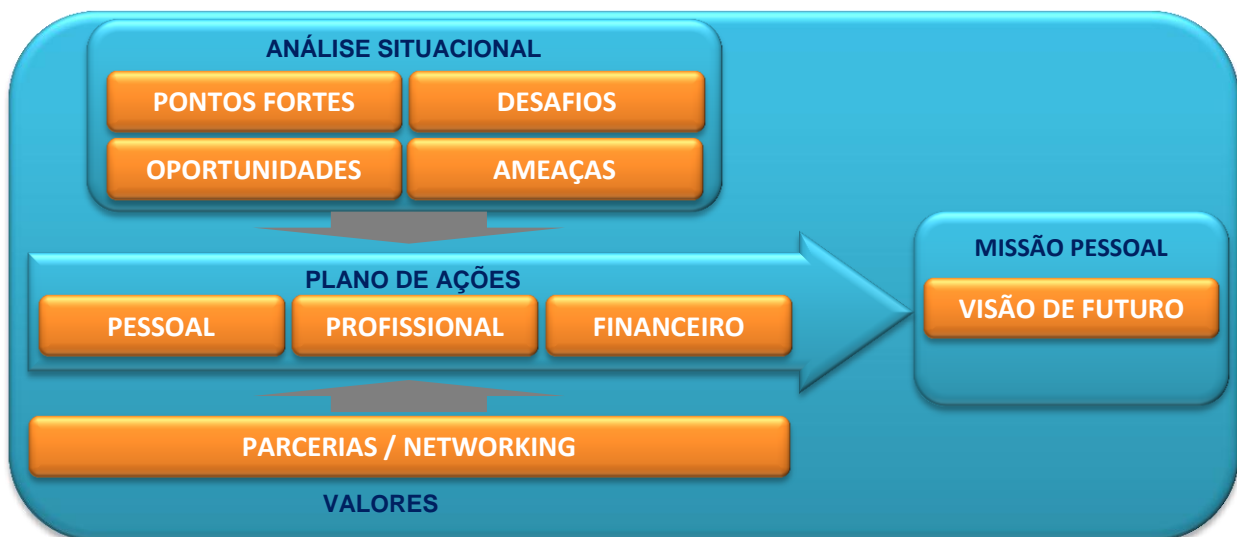 ANÁLISE SITUACIONAL
PONTOS FORTES
DESAFIOS
OPORTUNIDADES
AMEAÇAS
PLANO DE AÇÕES
PESSOAL
PROFISSIONAL
FINANCEIRO
MISSÃO PESSOAL
VISÃO DE FUTURO
PARCERIAS / NETWORKING
VALORES